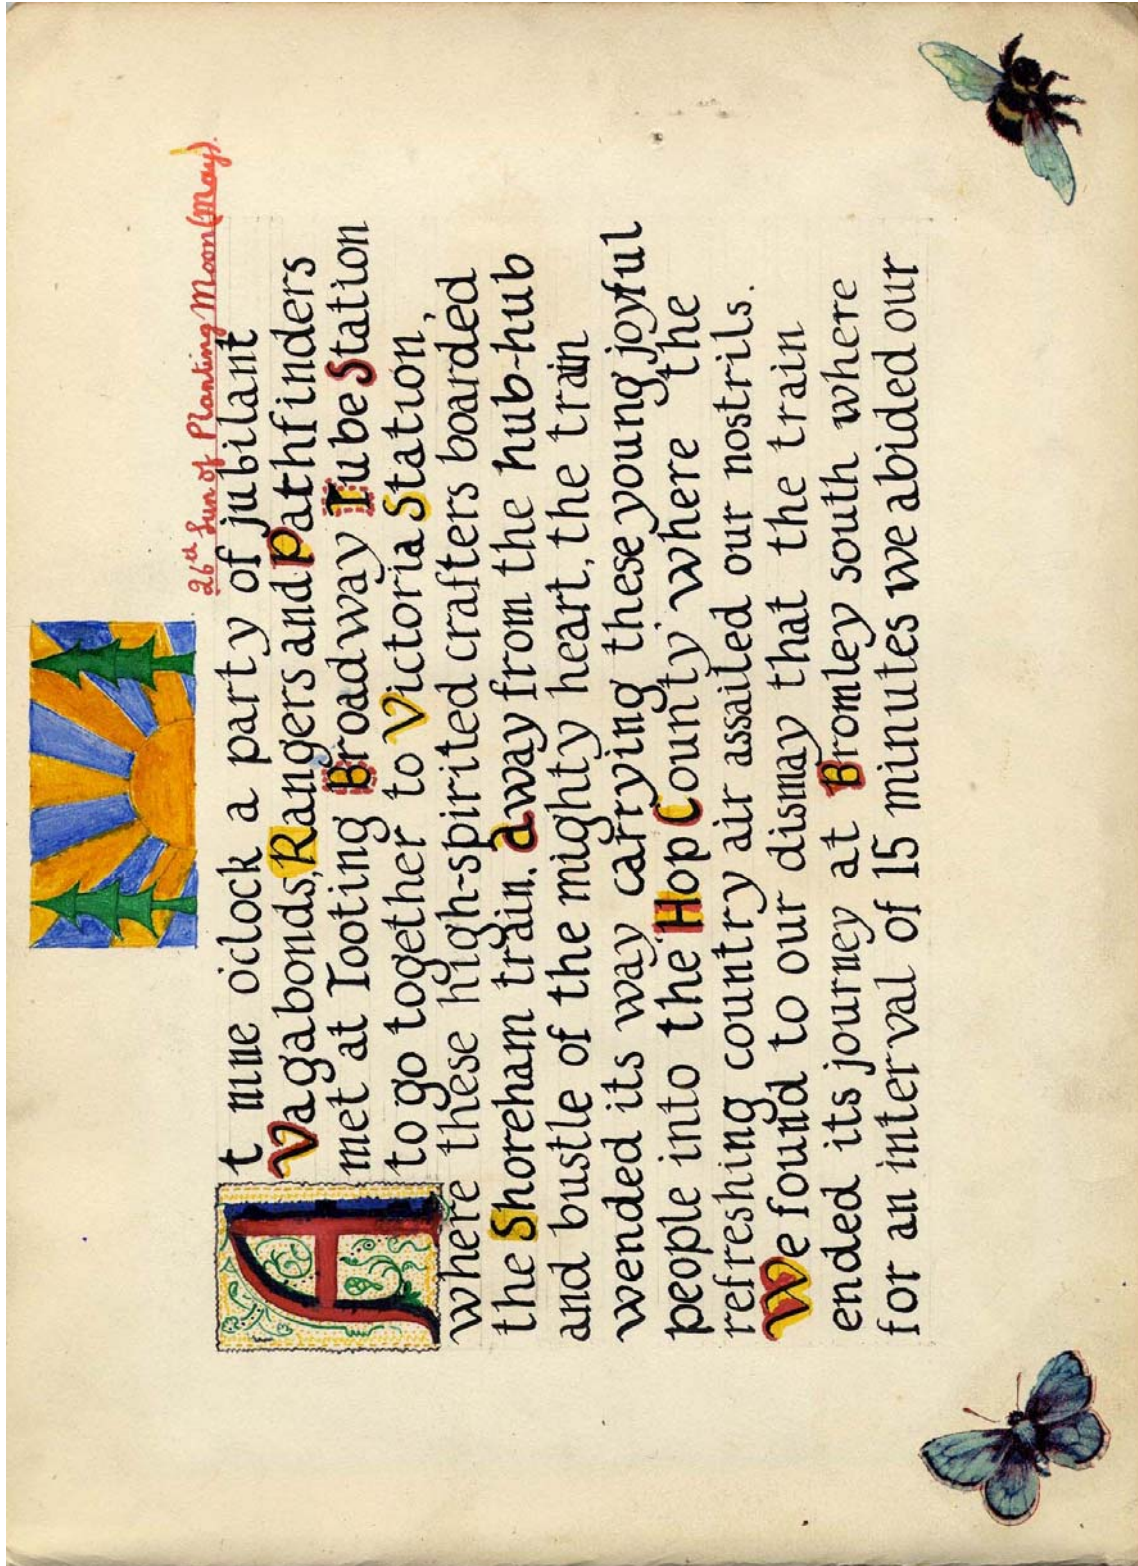 26th Sun of Planting Moon (May).
At nine oclock a party of jubilant
Vagabonds, Rangers and Pathfinders
met at Tooting Broadway Tube Station
to go together to Victoria Station,
where these high-spirited crafters boarded
the Shoreham train. Away from the hub-hub
and bustle of the mighty heart, the train
wended its way carrying these young joyful
people into the 'Hop County' where the
refreshing country air assailed our nostrils.
We found to our dismay that the train
ended its journey at Bromley south where
for an interval of 15 minutes we abided our